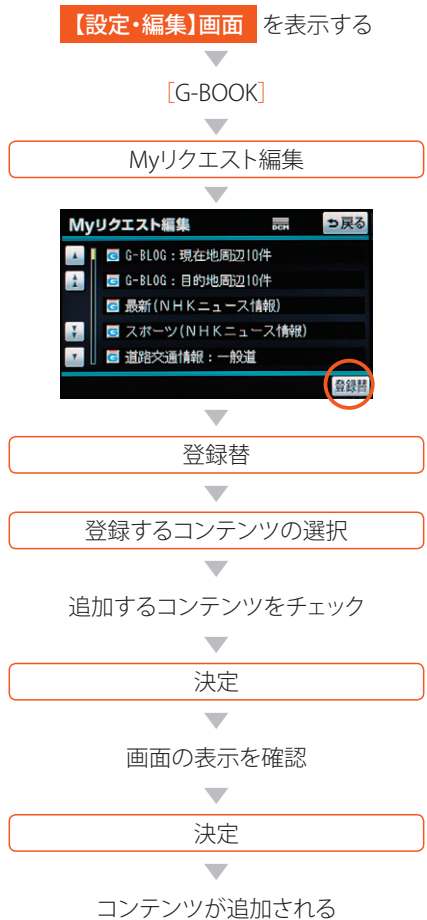 【設定・編集】画面 を表示する
［G-BOOK］
Myリクエスト編集
Myリクエスト編集 DCM 戻る
G-BLOG：現在地周辺10件
G-BLOG：目的地周辺10件
最新(ＮＨＫニュース情報)
スポーツ(ＮＨＫニュース情報)
道路交通情報：一般道
登録替
登録替
登録するコンテンツの選択
追加するコンテンツをチェック
決定
画面の表示を確認
決定
コンテンツが追加される